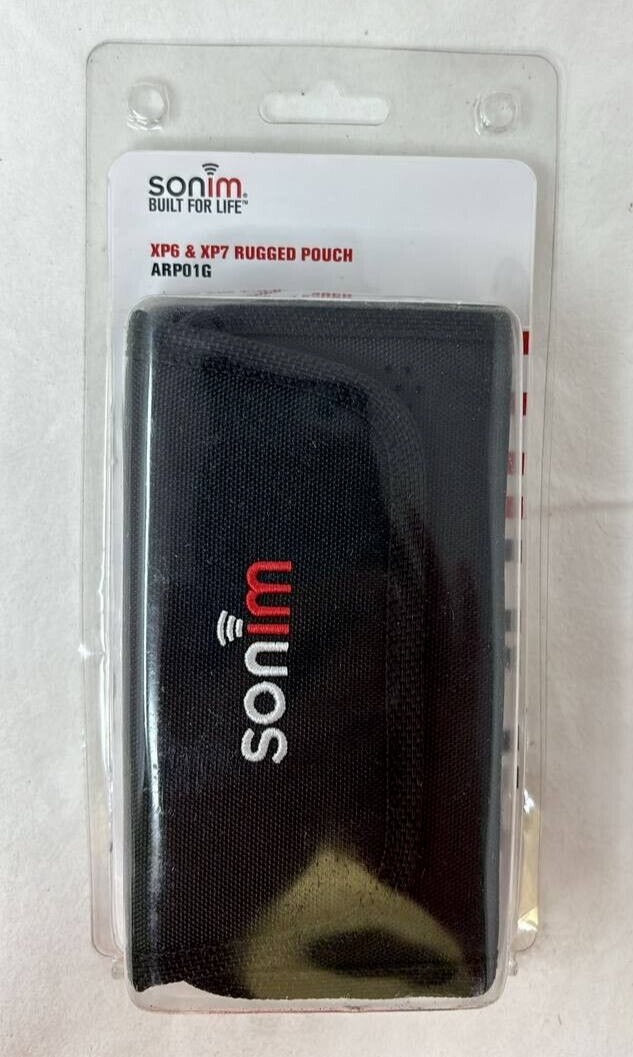 sonim®
BUILT FOR LIFE™
XP6 & XP7 RUGGED POUCH
ARP01G
sonim